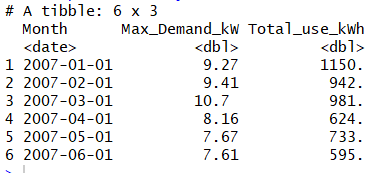 # A tibble: 6 x 3
Month Max_Demand_kW Total_use_kWh
<date> <dbl> <dbl>
1 2007-01-01 9.27 1150.
2 2007-02-01 9.41 942.
3 2007-03-01 10.7 981.
4 2007-04-01 8.16 624.
5 2007-05-01 7.67 733.
6 2007-06-01 7.61 595.
>